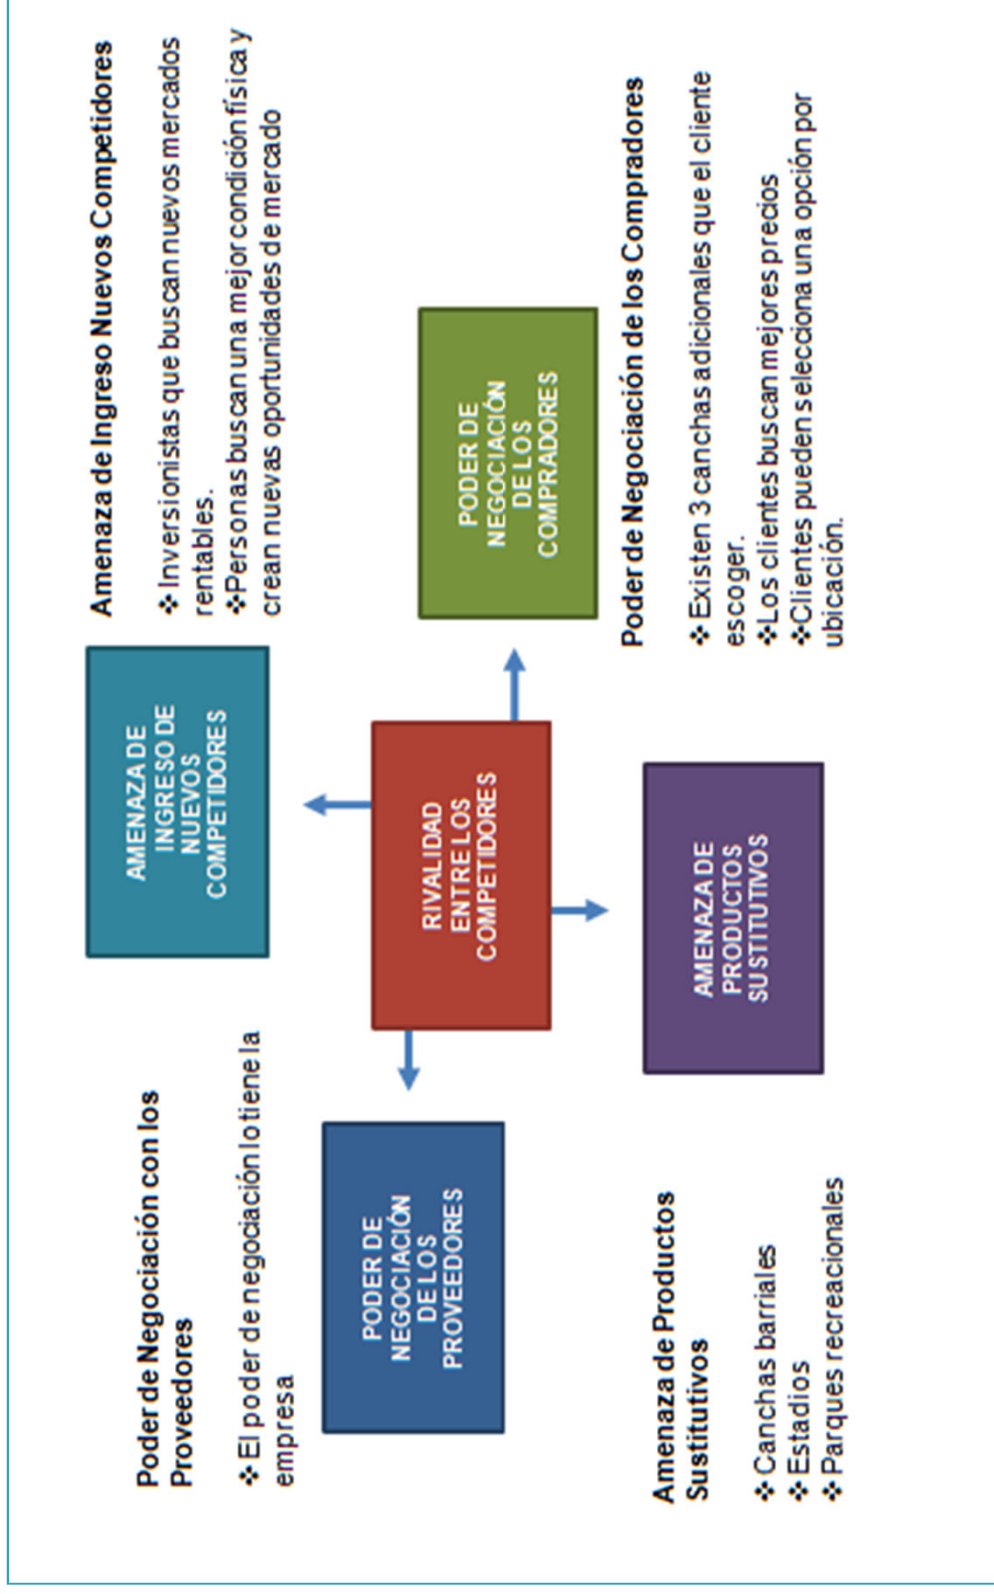 Poder de Negociación con los
Proveedores
❖ El poder de negociación lo tiene la
empresa
AMENAZA DE
INGRESO DE
NUEVOS
COMPETIDORES
Amenaza de Ingreso Nuevos Competidores
❖ Inversionistas que buscan nuevos mercados
rentables.
❖Personas buscan una mejor condición física y
crean nuevas oportunidades de mercado
PODER DE
NEGOCIACIÓN
DE LOS
PROVEEDORES
RIVALIDAD
ENTRE LOS
COMPETIDORES
PODER DE
NEGOCIACIÓN
DE LOS
COMPRADORES
Amenaza de Productos
Sustitutivos
❖ Canchas barriales
❖ Estadios
❖ Parques recreacionales
AMENAZA DE
PRODUCTOS
SUSTITUTIVOS
Poder de Negociación de los Compradores
❖ Existen 3 canchas adicionales que el cliente
escoger.
❖Los clientes buscan mejores precios
❖Clientes pueden selecciona una opción por
ubicación.